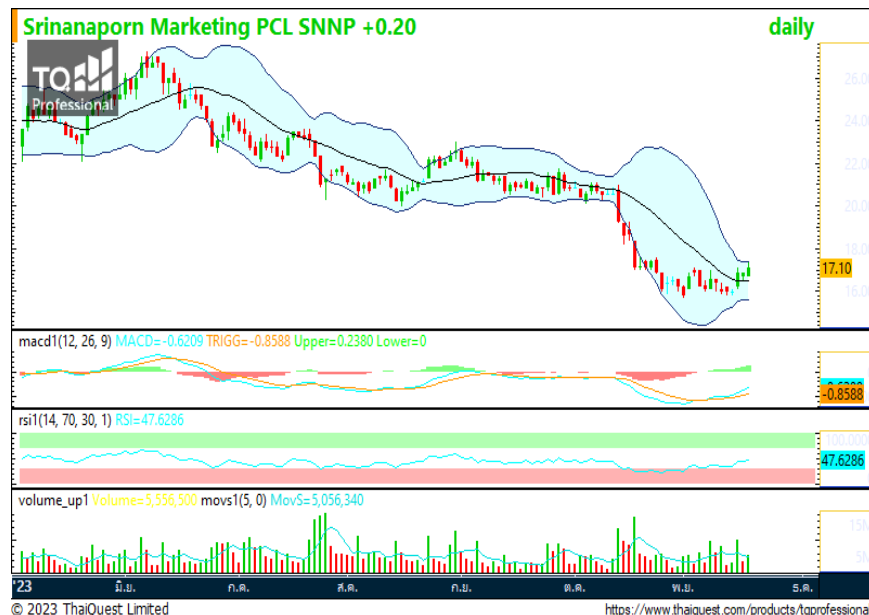 Srinanaporn Marketing PCL SNNP +0.20 daily
TQ
Professional
26.00
24.00
22.00
20.00
18.00
17.10
16.00
macd1(12, 26, 9) MACD=-0.6209 TRIGG=-0.8588 Upper=0.2380 Lower=0
-0.8588
rsi1(14, 70, 30, 1) RSI=47.6286
100.0000
47.6286
volume_up1 Volume=5,556,500 movs1(5, 0) MovS=5,056,340
15M
5M
'23 มิ.ย. ก.ค. ส.ค. ก.ย. ต.ค. พ.ย. ธ.ค.
© 2023 ThaiQuest Limited https://www.thaiquest.com/products/tqprofessional